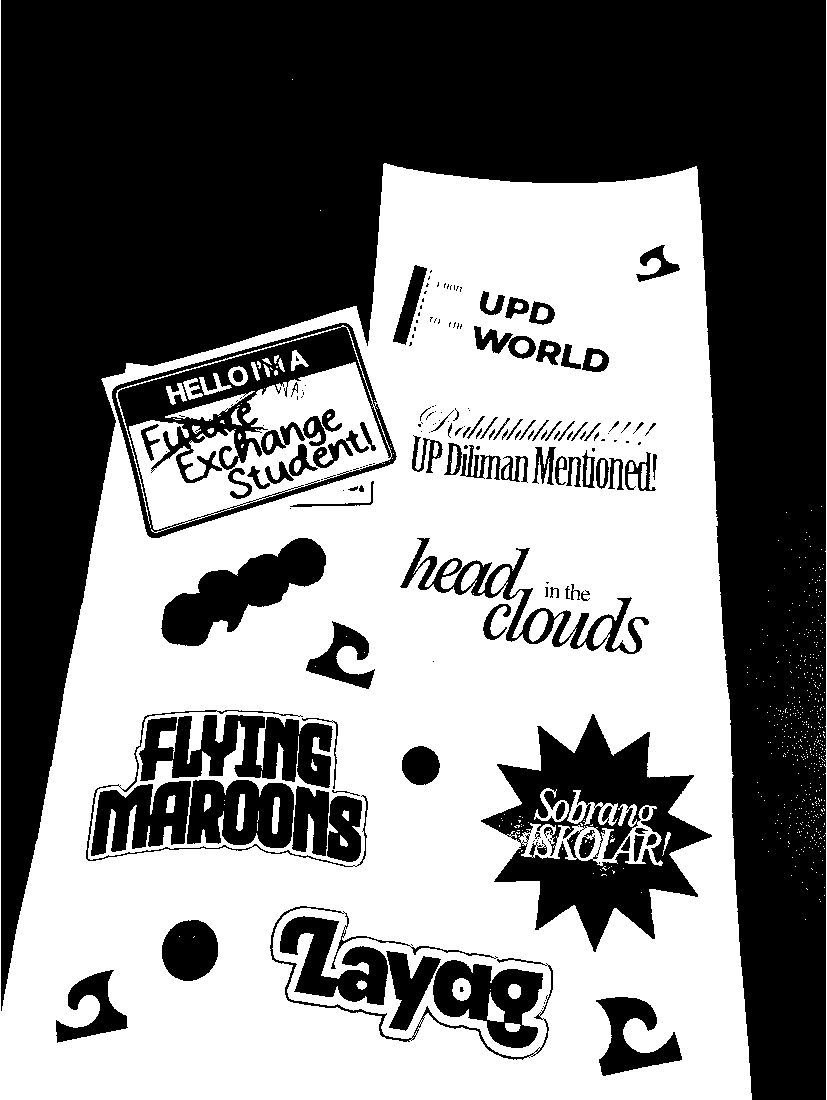 FROM
UPD
TO THE
WORLD
HELLO I'M A
WA
Future
Exchange
Student!
Rahhhhhhhhhh!!!!
UP Diliman Mentioned!
head
in the
clouds
FLYING
MAROONS
Sobrang
ISKOLAR!
Layag